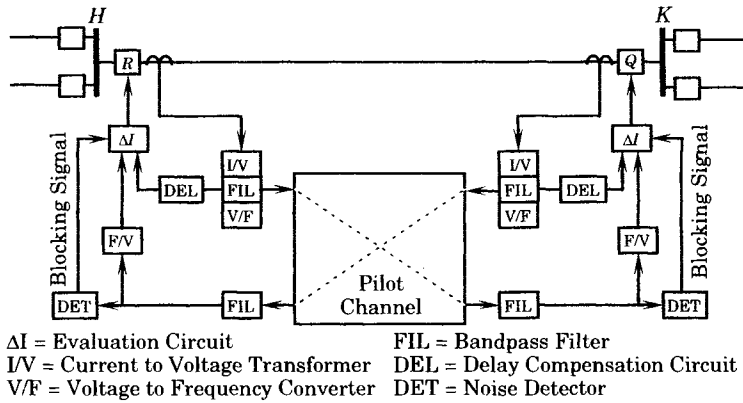 H
K
R
Q
ΔI
ΔI
I/V
FIL
V/F
DEL
I/V
FIL
V/F
DEL
Blocking Signal
F/V
F/V
Blocking Signal
DET
FIL
Pilot
Channel
FIL
DET
ΔI = Evaluation Circuit
FIL = Bandpass Filter
I/V = Current to Voltage Transformer
DEL = Delay Compensation Circuit
V/F = Voltage to Frequency Converter
DET = Noise Detector